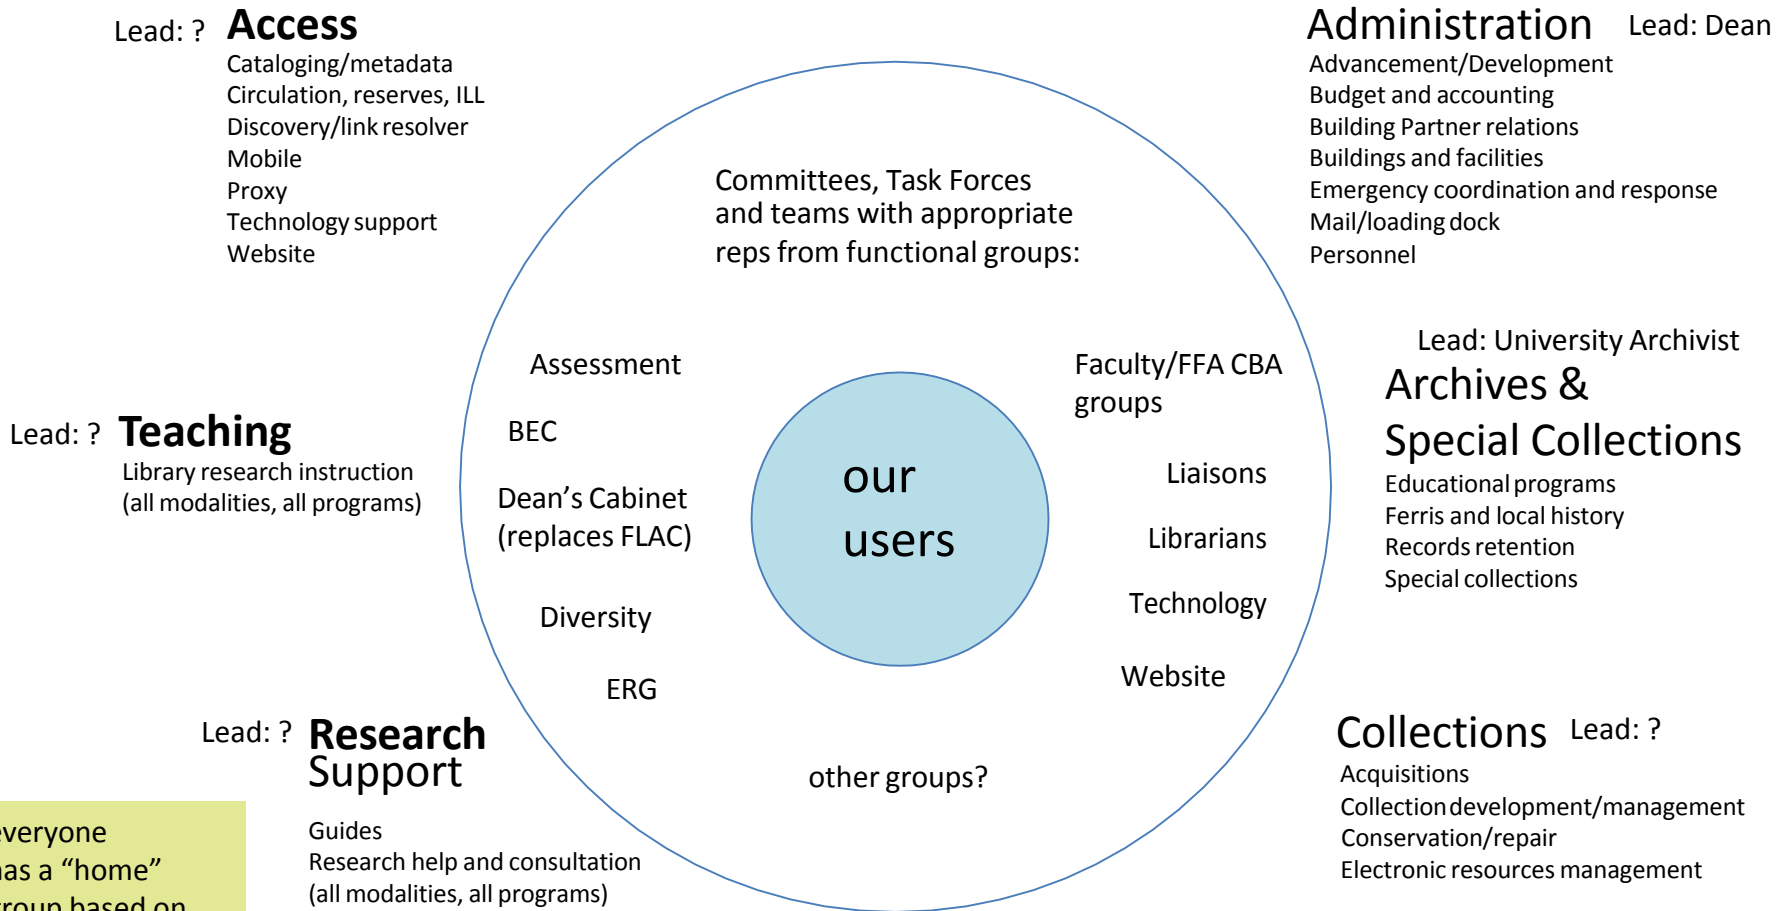 Lead: ? Access
Cataloging/metadata
Circulation, reserves, ILL
Discovery/link resolver
Mobile
Proxy
Technology support
Website
Administration Lead: Dean
Advancement/Development
Budget and accounting
Building Partner relations
Buildings and facilities
Emergency coordination and response
Mail/loading dock
Personnel
Committees, Task Forces
and teams with appropriate
reps from functional groups:
Assessment
BEC
Dean’s Cabinet
(replaces FLAC)
Diversity
ERG
our
users
Faculty/FFA CBA
groups
Liaisons
Librarians
Technology
Website
other groups?
Lead: ? Teaching
Library research instruction
(all modalities, all programs)
Lead: University Archivist
Archives &
Special Collections
Educational programs
Ferris and local history
Records retention
Special collections
Lead: ? Research
Support
Guides
Research help and consultation
(all modalities, all programs)
Collections Lead: ?
Acquisitions
Collection development/management
Conservation/repair
Electronic resources management
everyone
has a “home”
group based on